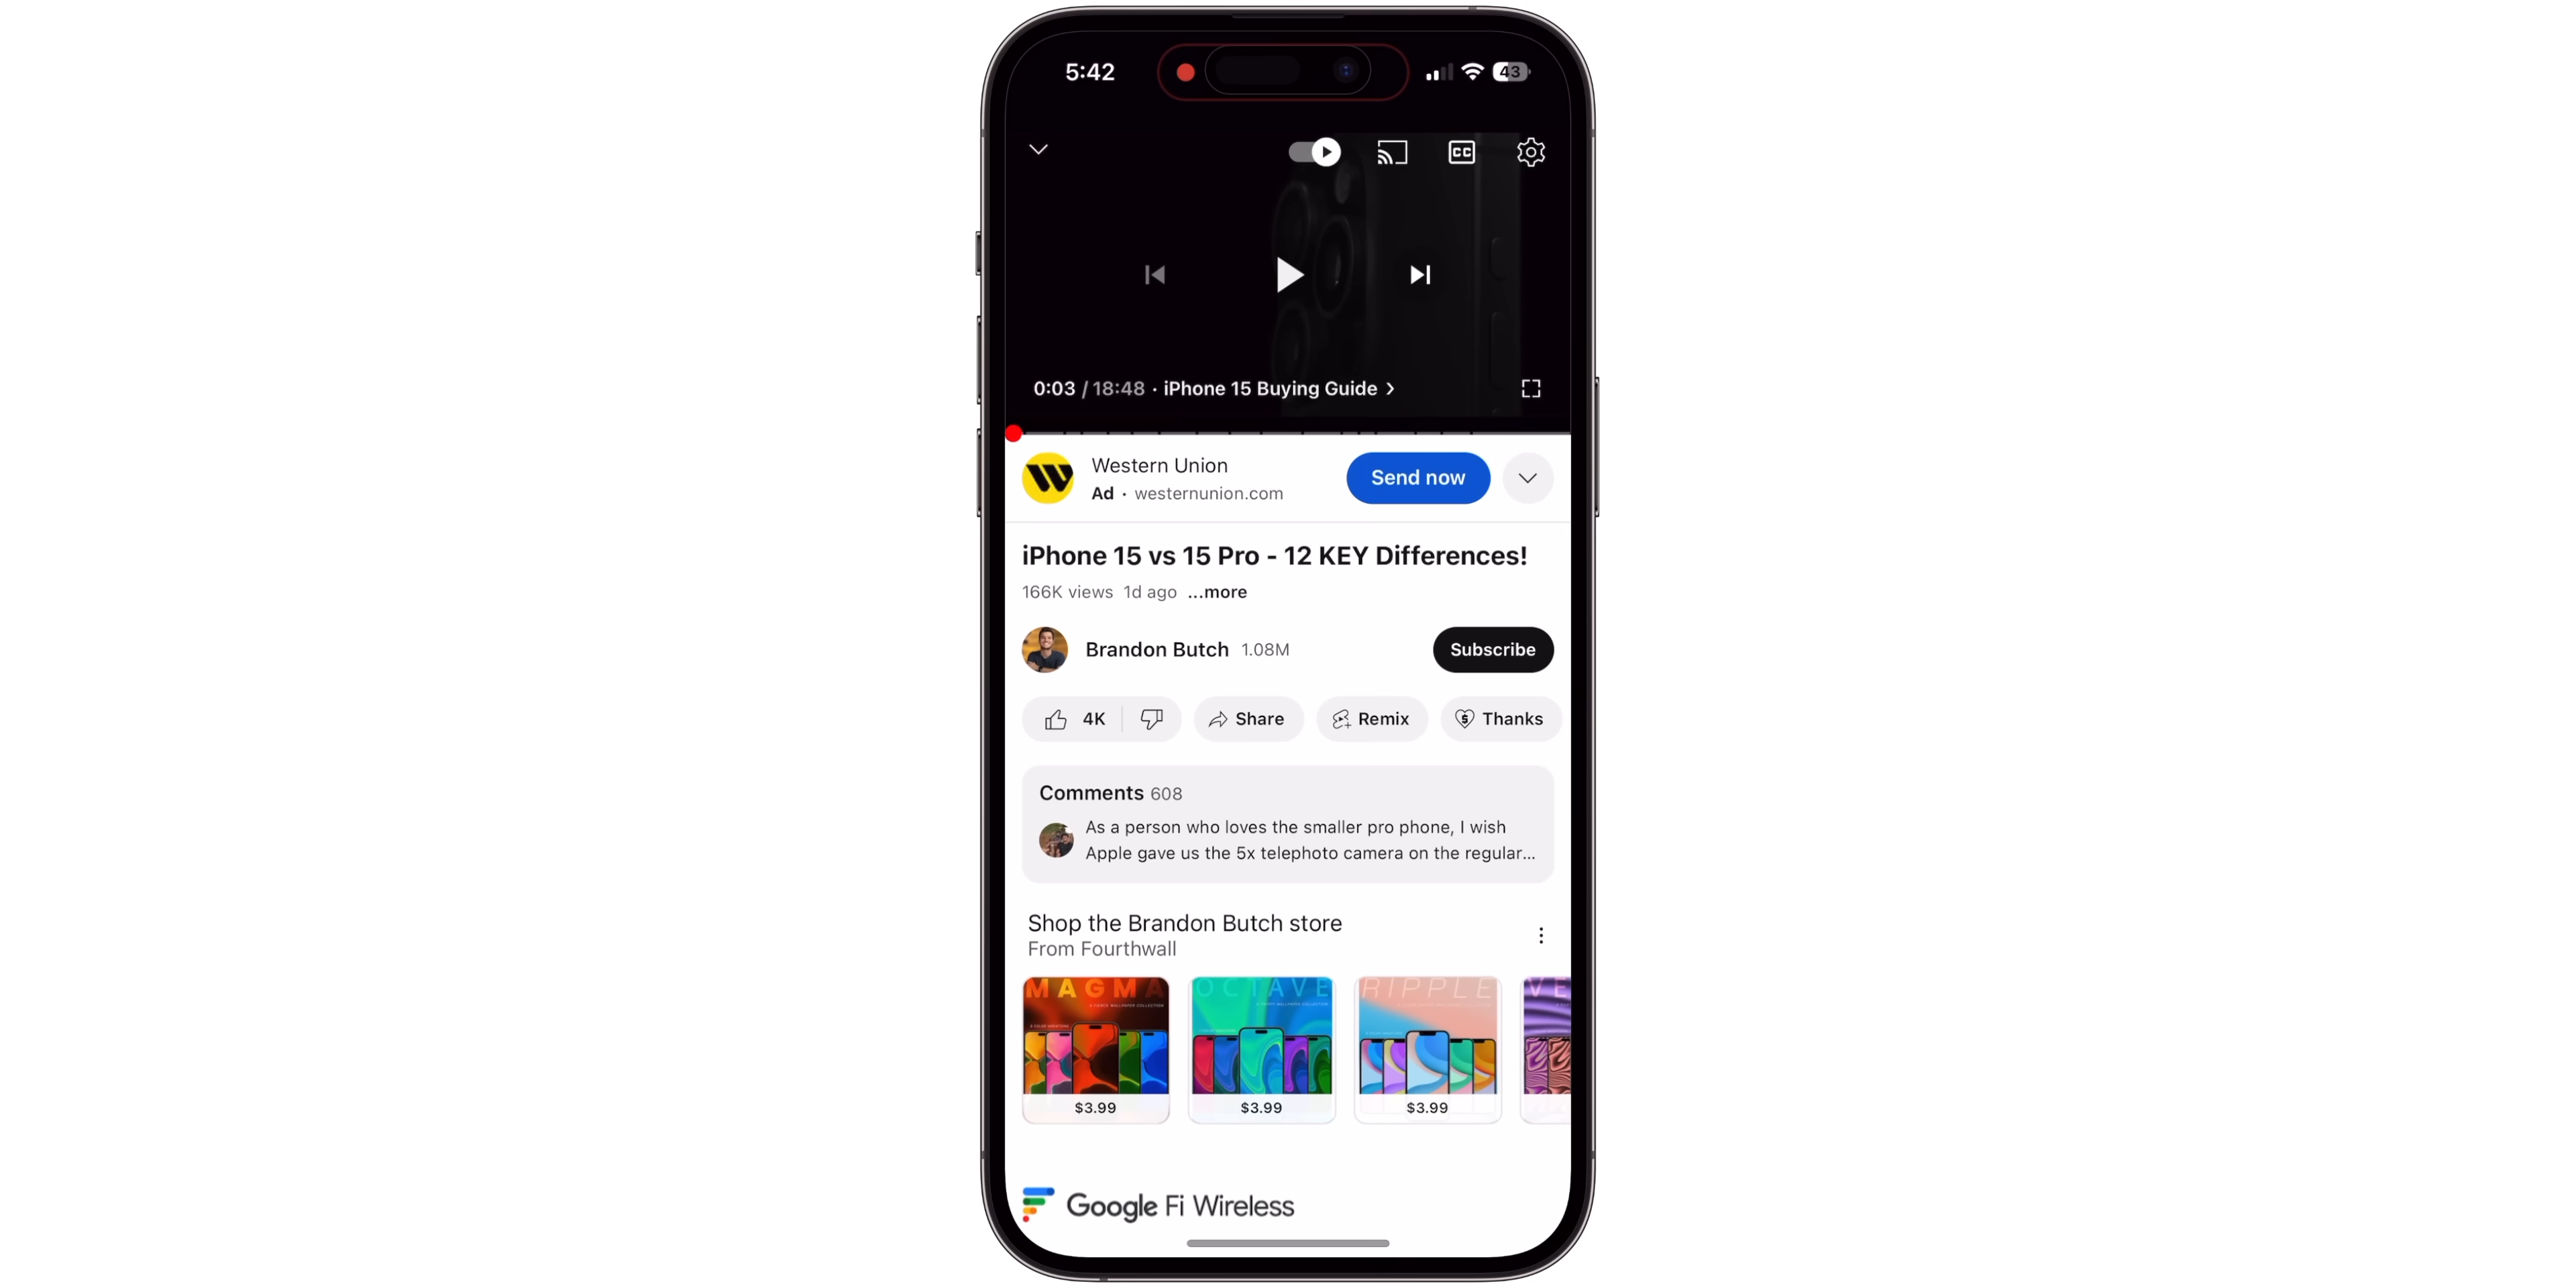 5:42
43
CC
0:03 / 18:48 · iPhone 15 Buying Guide >
Western Union
Ad · westernunion.com
Send now
iPhone 15 vs 15 Pro - 12 KEY Differences!
166K views 1d ago ...more
Brandon Butch 1.08M
Subscribe
4K
Share
Remix
Thanks
Comments 608
As a person who loves the smaller pro phone, I wish
Apple gave us the 5x telephoto camera on the regular...
Shop the Brandon Butch store
From Fourthwall
MAGMA
OCTAVE
RIPPLE
VE
$3.99
$3.99
$3.99
Google Fi Wireless